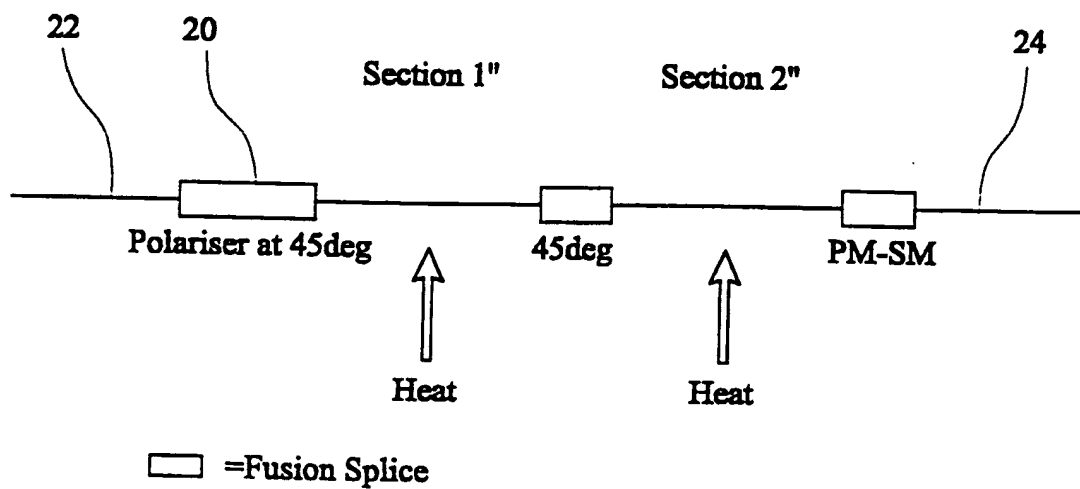 22
20
24
Section 1"
Section 2"
Polariser at 45deg
45deg
PM-SM
Heat
Heat
=Fusion Splice